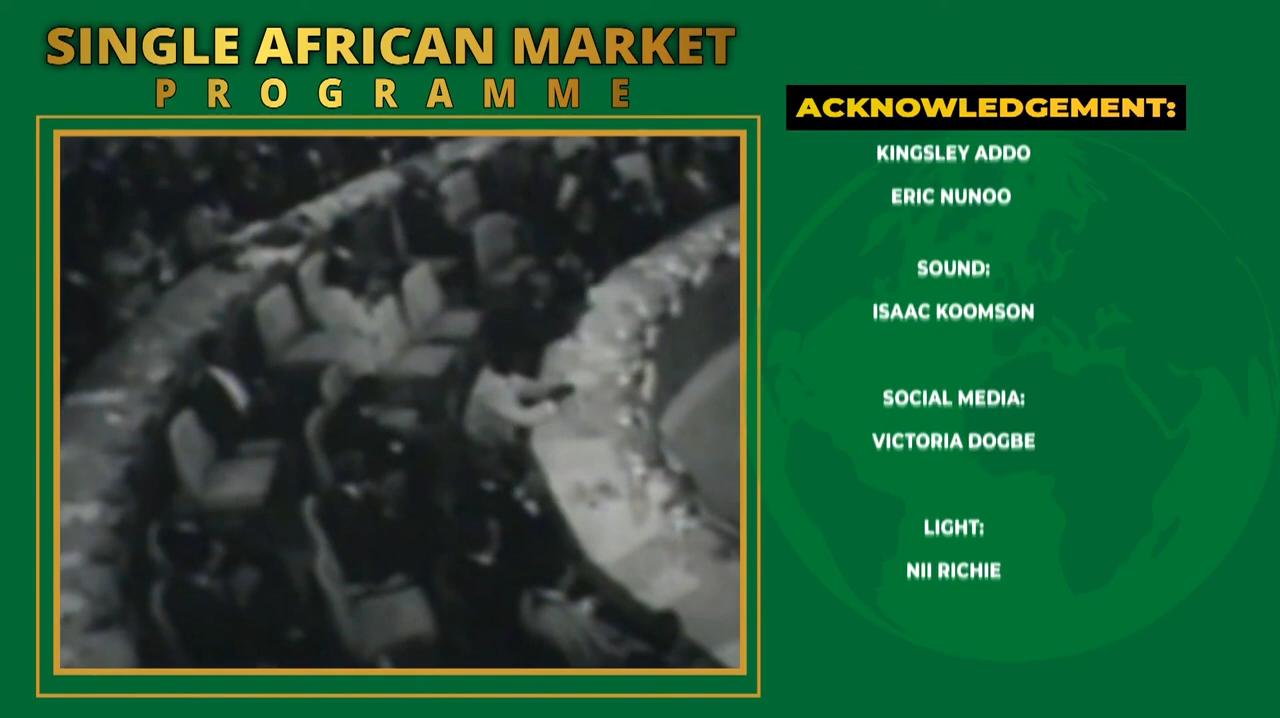 SINGLE AFRICAN MARKET
PROGRAMME
ACKNOWLEDGEMENT:
KINGSLEY ADDO
ERIC NUNOO
SOUND:
ISAAC KOOMSON
SOCIAL MEDIA:
VICTORIA DOGBE
LIGHT:
NII RICHIE